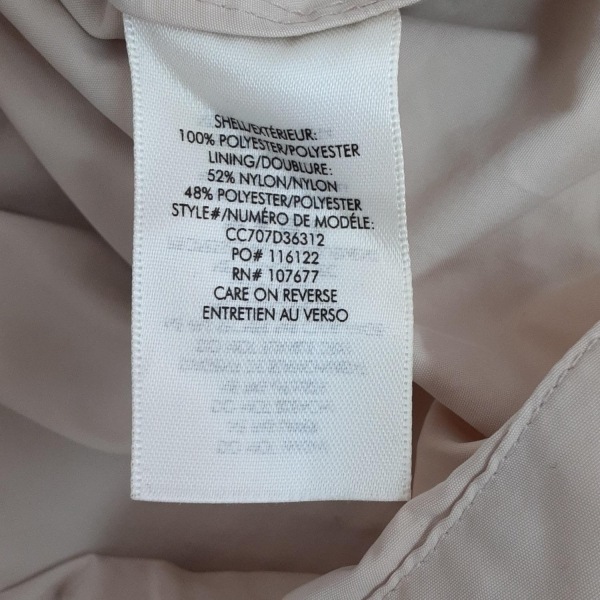 SHELL/EXTÉRIEUR:
100% POLYESTER/POLYESTER
LINING/DOUBLURE:
52% NYLON/NYLON
48% POLYESTER/POLYESTER
STYLE#/NUMÉRO DE MODÉLE:
CC707D36312
PO# 116122
RN# 107677
CARE ON REVERSE
ENTRETIEN AU VERSO